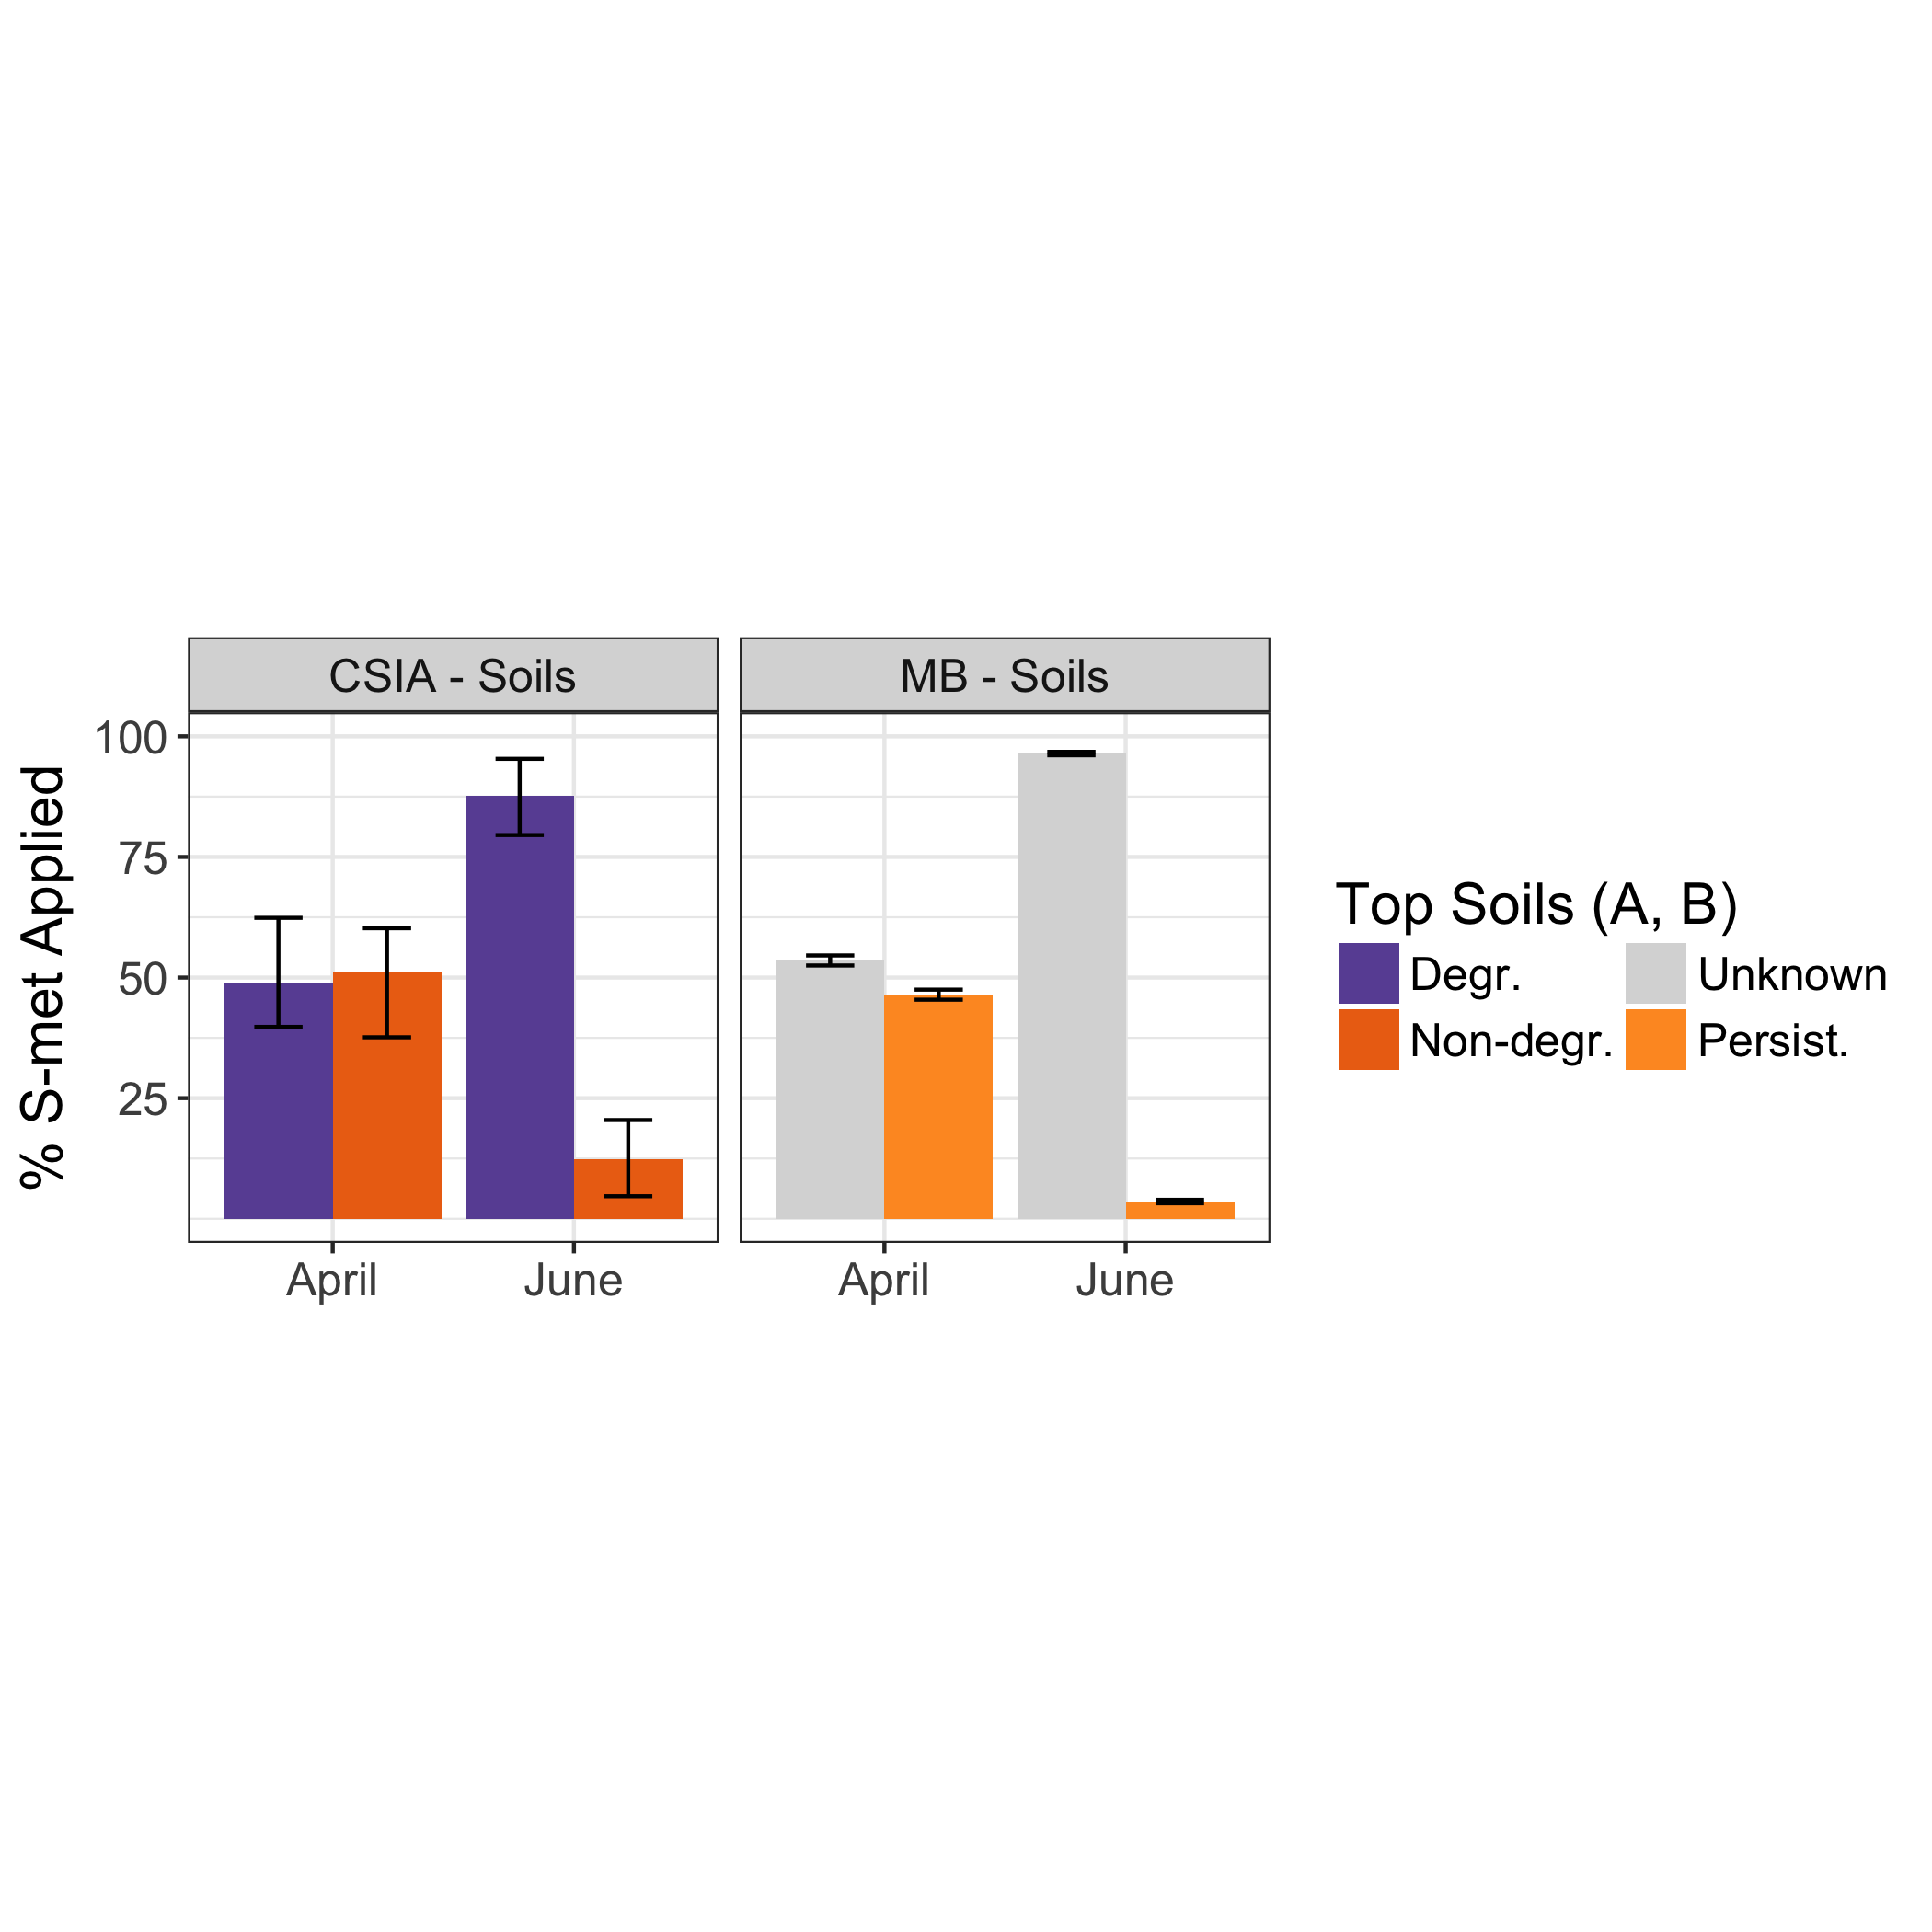 CSIA - Soils
MB - Soils
% S-met Applied
100
75
50
25
April
June
April
June
Top Soils (A, B)
Degr.
Unknown
Non-degr.
Persist.